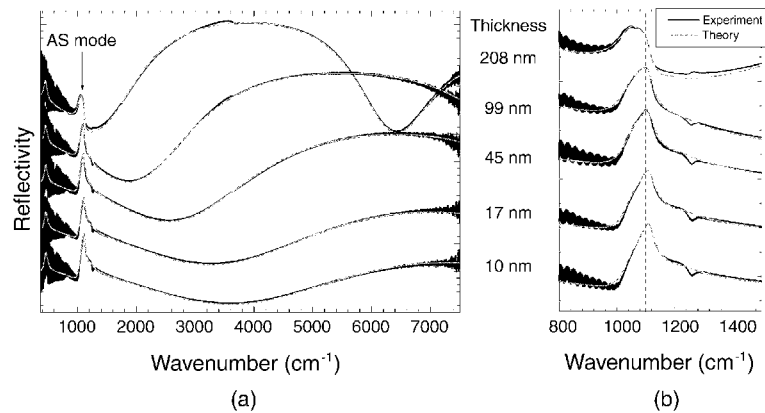 AS mode
Reflectivity
1000 2000 3000 4000 5000 6000 7000
Wavenumber (cm-1)
(a)
Thickness
208 nm
99 nm
45 nm
17 nm
10 nm
Experiment
Theory
800 1000 1200 1400
Wavenumber (cm-1)
(b)